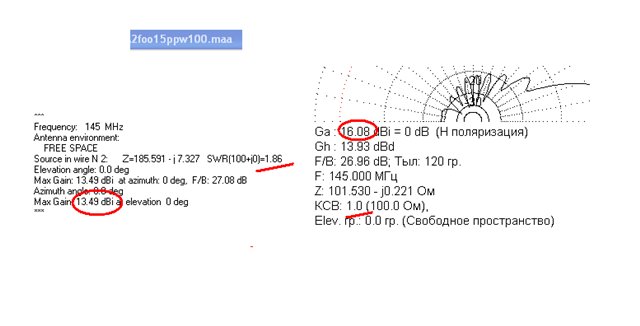 2foo15ppw100.maa
***
Frequency: 145 MHz
Antenna environment:
FREE SPACE
Source in wire N 2: Z=185.591 - j 7.327 SWR(100+j0)=1.86
Elevation angle: 0.0 deg
Max Gain: 13.49 dBi at azimuth: 0 deg, F/B: 27.08 dB
Azimuth angle: 0.0 deg
Max Gain: 13.49 dBi at elevation 0 deg
***
Ga : 16.08 dBi = 0 dB (Н поляризация)
Gh : 13.93 dBd
F/B: 26.96 dB; Тыл: 120 гр.
F: 145.000 МГц
Z: 101.530 - j0.221 Ом
КСВ: 1.0 (100.0 Ом),
Elev. гр.: 0.0 гр. (Свободное пространство)